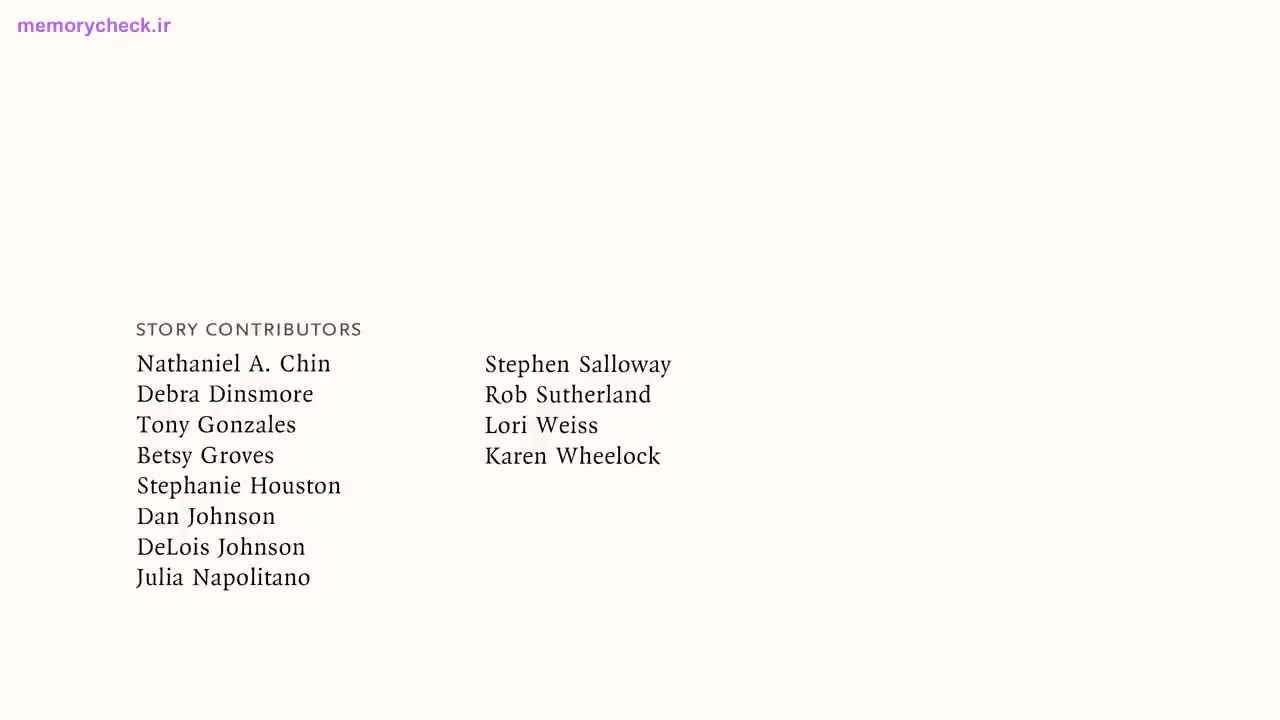 memorycheck.ir
STORY CONTRIBUTORS
Nathaniel A. Chin
Debra Dinsmore
Tony Gonzales
Betsy Groves
Stephanie Houston
Dan Johnson
DeLois Johnson
Julia Napolitano
Stephen Salloway
Rob Sutherland
Lori Weiss
Karen Wheelock